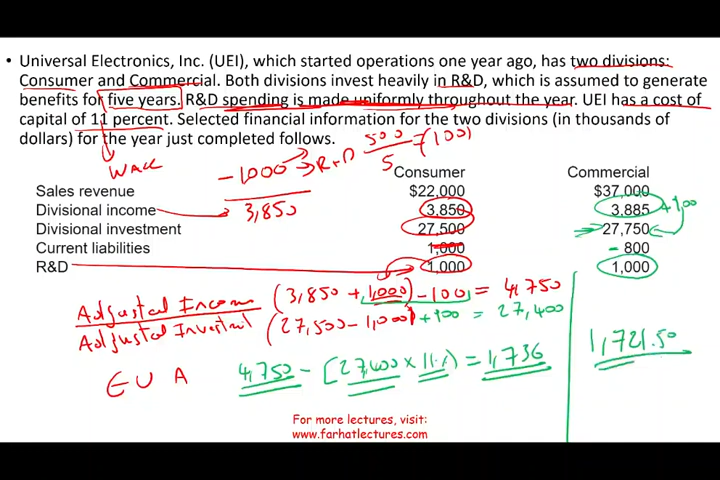 • Universal Electronics, Inc. (UEI), which started operations one year ago, has two divisions:
Consumer and Commercial. Both divisions invest heavily in R&D, which is assumed to generate
benefits for five years. R&D spending is made uniformly throughout the year. UEI has a cost of
capital of 11 percent. Selected financial information for the two divisions (in thousands of
dollars) for the year just completed follows.
WACC
-1000 → R+D 500/5 = (100)
3,850
Consumer Commercial
Sales revenue $22,000 $37,000
Divisional income 3,850 3,885 +100
Divisional investment 27,500 27,750
Current liabilities 1,000 - 800
R&D 1,000 1,000
Adjusted Income (3,850 + 1,000) - 100 = 4,750
Adjusted Investmnt (27,500 - 1,000) + 900 = 27,400
EVA 4,750 - [27,400 × 11%] = 1,736 1,721.50
For more lectures, visit:
www.farhatlectures.com